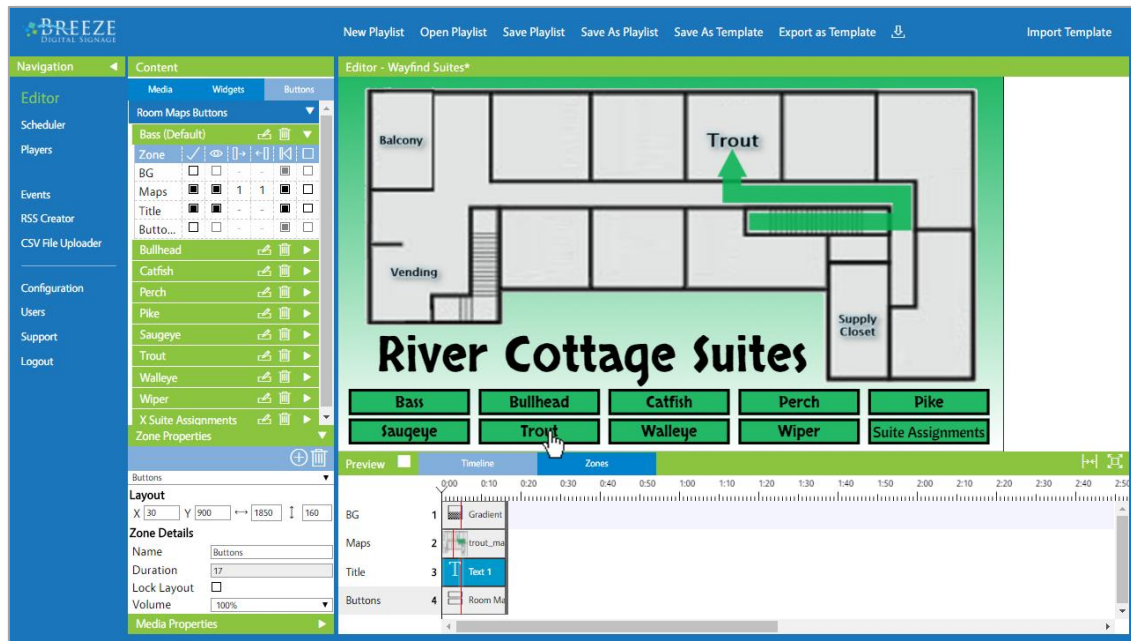 BREEZE
DIGITAL SIGNAGE
New Playlist Open Playlist Save Playlist Save As Playlist Save As Template Export as Template Import Template
Navigation
Editor
Scheduler
Players
Events
RSS Creator
CSV File Uploader
Configuration
Users
Support
Logout
Content
Media Widgets Buttons
Room Maps Buttons
Bass (Default)
Zone
BG - -
Maps 1 1
Title - -
Butto... - -
Bullhead
Catfish
Perch
Pike
Saugeye
Trout
Walleye
Wiper
X Suite Assignments
Zone Properties
Buttons
Layout
X 30 Y 900 1850 160
Zone Details
Name Buttons
Duration 17
Lock Layout
Volume 100%
Media Properties
Editor - Wayfind Suites*
Balcony
Trout
Vending
Supply
Closet
River Cottage Suites
Bass Bullhead Catfish Perch Pike
Saugeye Trout Walleye Wiper Suite Assignments
Preview Timeline Zones
0:00 0:10 0:20 0:30 0:40 0:50 1:00 1:10 1:20 1:30 1:40 1:50 2:00 2:10 2:20 2:30 2:40 2:50
BG 1 Gradient
Maps 2 trout_ma
Title 3 T Text 1
Buttons 4 Room Ma